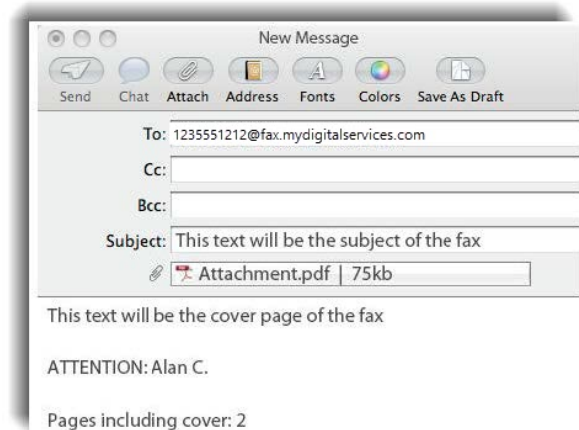 New Message
Send Chat Attach Address Fonts Colors Save As Draft
To: 1235551212@fax.mydigitalservices.com
Cc:
Bcc:
Subject: This text will be the subject of the fax
Attachment.pdf | 75kb
This text will be the cover page of the fax
ATTENTION: Alan C.
Pages including cover: 2